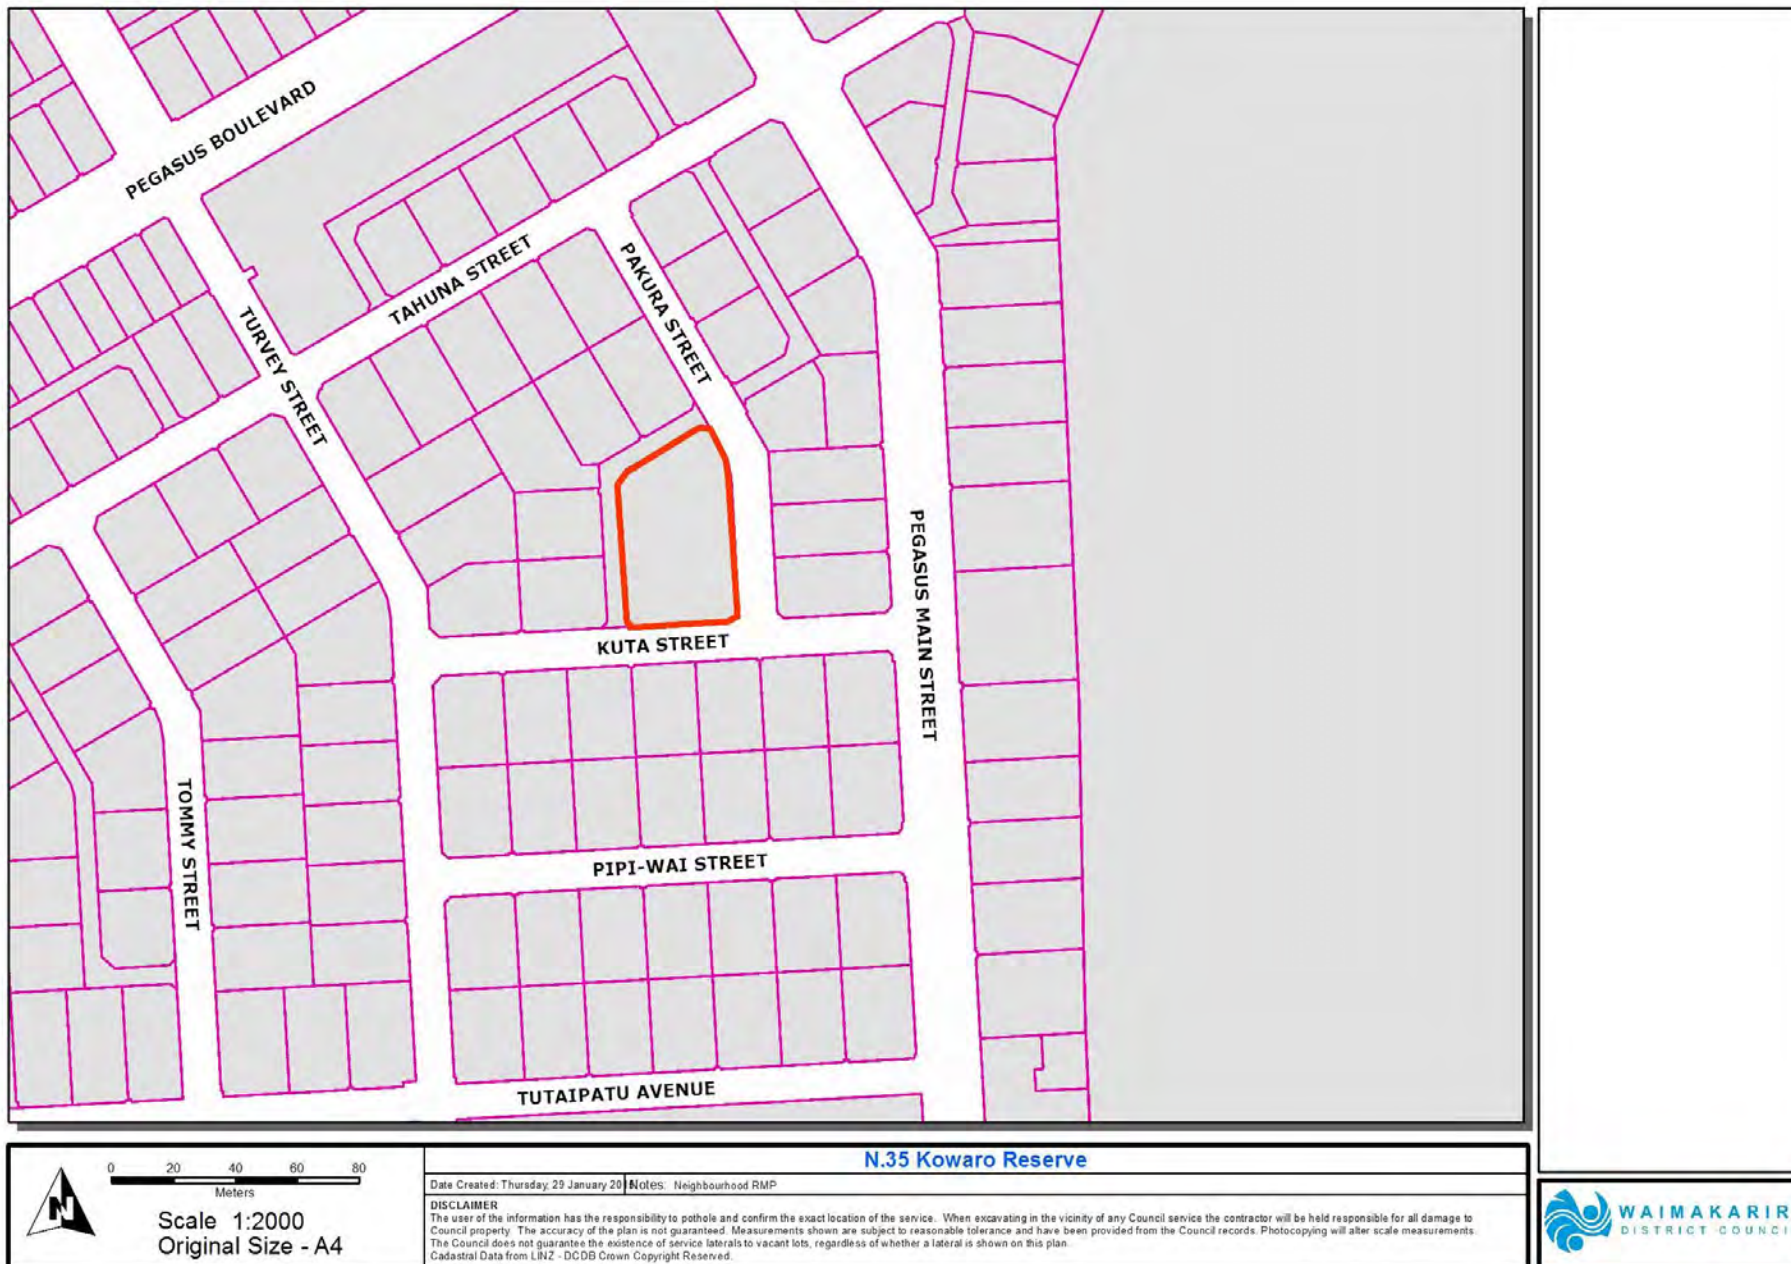 PEGASUS BOULEVARD
TAHUNA STREET
PAKURA STREET
TURVEY STREET
PEGASUS MAIN STREET
KUTA STREET
TOMMY STREET
PIPI-WAI STREET
TUTAIPATU AVENUE
N
0 20 40 60 80
Meters
Scale 1:2000
Original Size - A4
N.35 Kowaro Reserve
Date Created: Thursday, 29 January Notes: Neighbourhood RMP
DISCLAIMER
The user of the information has the responsibility to pothole and confirm the exact location of the service. When excavating in the vicinity of any Council service the contractor will be held responsible for all damage to
Council property. The accuracy of the plan is not guaranteed. Measurements shown are subject to reasonable tolerance and have been provided from the Council records. Photocopying will alter scale measurements.
The Council does not guarantee the existence of service laterals to vacant lots, regardless of whether a lateral is shown on this plan.
Cadastral Data from LINZ - DCDB Crown Copyright Reserved.
WAIMAKARIR
DISTRICT COUNCI